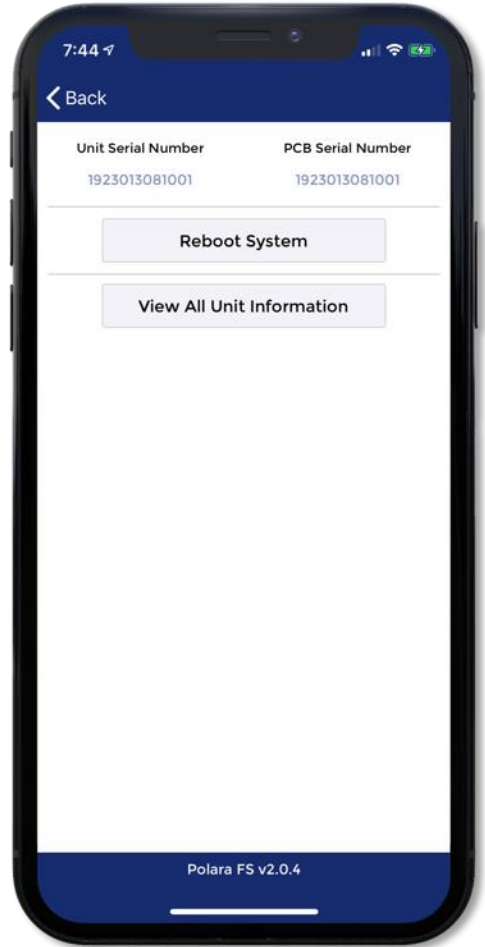 7:44
Back
Unit Serial Number PCB Serial Number
1923013081001 1923013081001
Reboot System
View All Unit Information
Polara FS v2.0.4